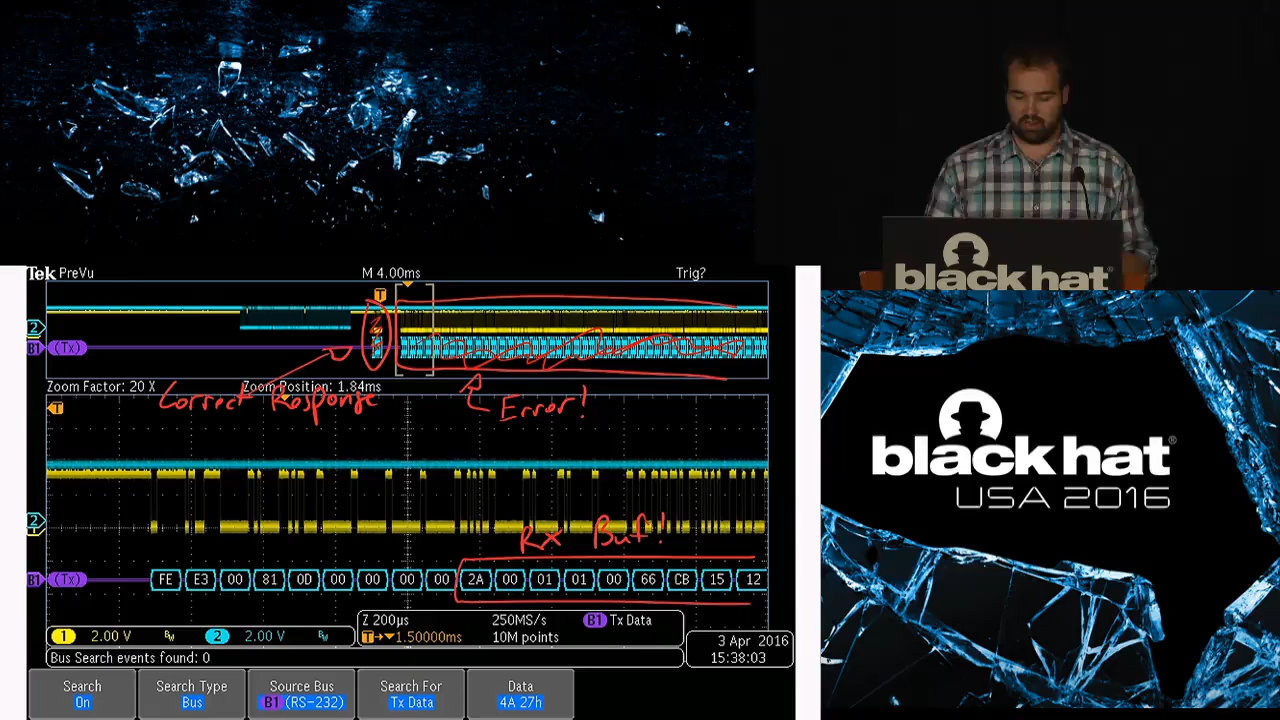 black hat
Tek PreVu
M 4.00ms
Trig?
T
2
B1 (Tx)
Zoom Factor: 20 X
Zoom Position: 1.84ms
Correct Response
Error!
T
2
Rx Buf!
B1 (Tx)
FE E3 00 81 0D 00 00 00 00 2A 00 01 01 00 66 CB 15 12
1 2.00 V
2 2.00 V
Z 200µs
T→▼1.50000ms
250MS/s
10M points
B1 Tx Data
3 Apr 2016
15:38:03
Bus Search events found: 0
Search
On
Search Type
Bus
Source Bus
B1 (RS-232)
Search For
Tx Data
Data
4A 27h
black hat®
USA 2016